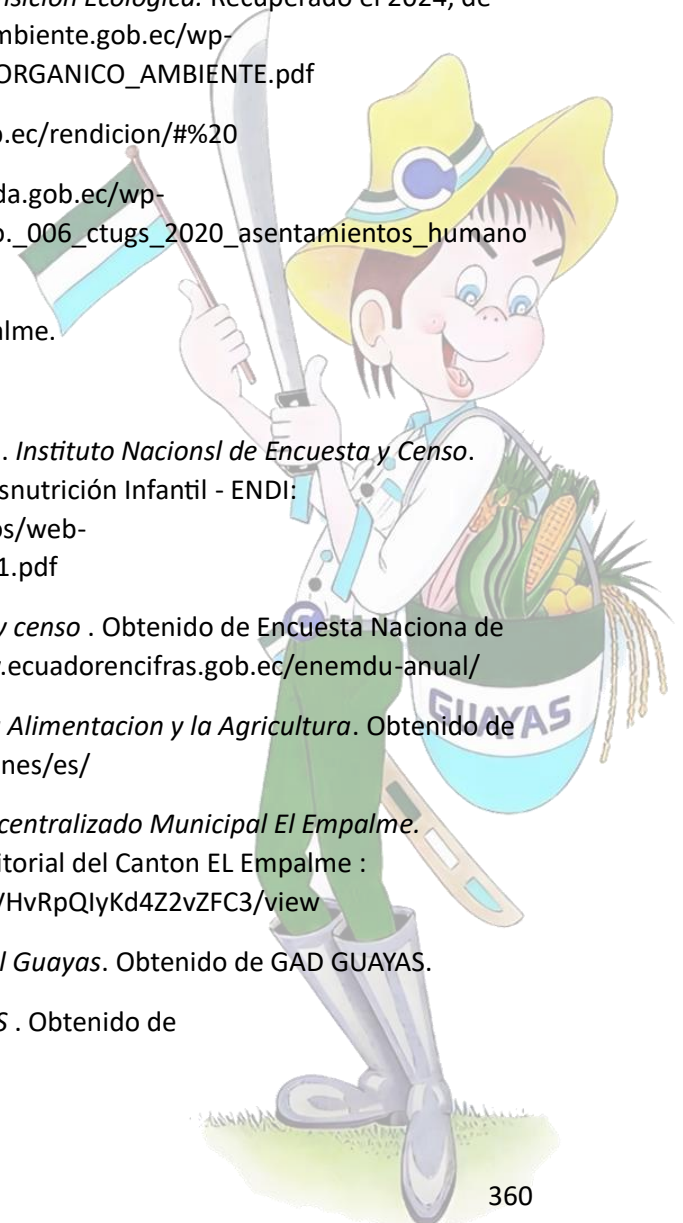 sición Ecológica. Recuperado el 2024, de
mbiente.gob.ec/wp-
ORGANICO_AMBIENTE.pdf
o.ec/rendicion/#%20
da.gob.ec/wp-
o._006_ctugs_2020_asentamientos_humano
alme.
. Instituto Nacionsl de Encuesta y Censo.
snutrición Infantil - ENDI:
os/web-
1.pdf
y censo . Obtenido de Encuesta Naciona de
.ecuadorencifras.gob.ec/enemdu-anual/
GUAYAS
Alimentacion y la Agricultura. Obtenido de
nes/es/
centralizado Municipal El Empalme.
itorial del Canton EL Empalme :
/HvRpQIyKd4Z2vZFC3/view
l Guayas. Obtenido de GAD GUAYAS.
S . Obtenido de
360